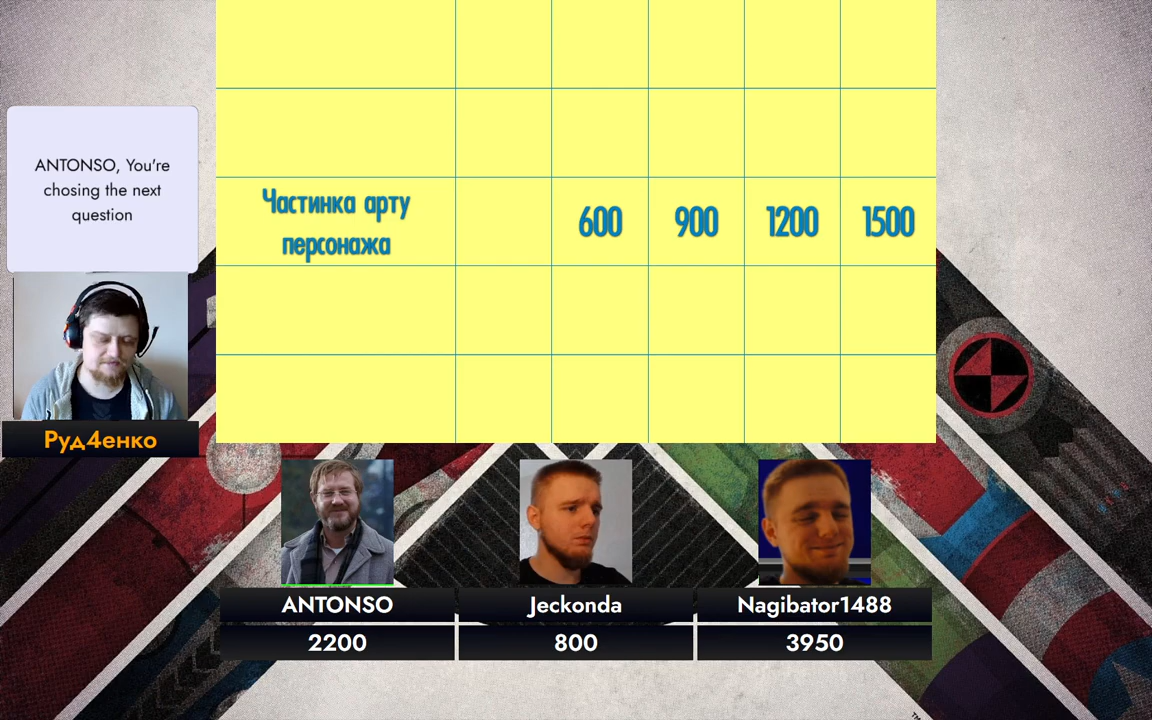 ANTONSO, You're
chosing the next
question
Руд4енко
Частинка арту
персонажа
600
900
1200
1500
ANTONSO
Jeckonda
Nagibator1488
2200
800
3950
™